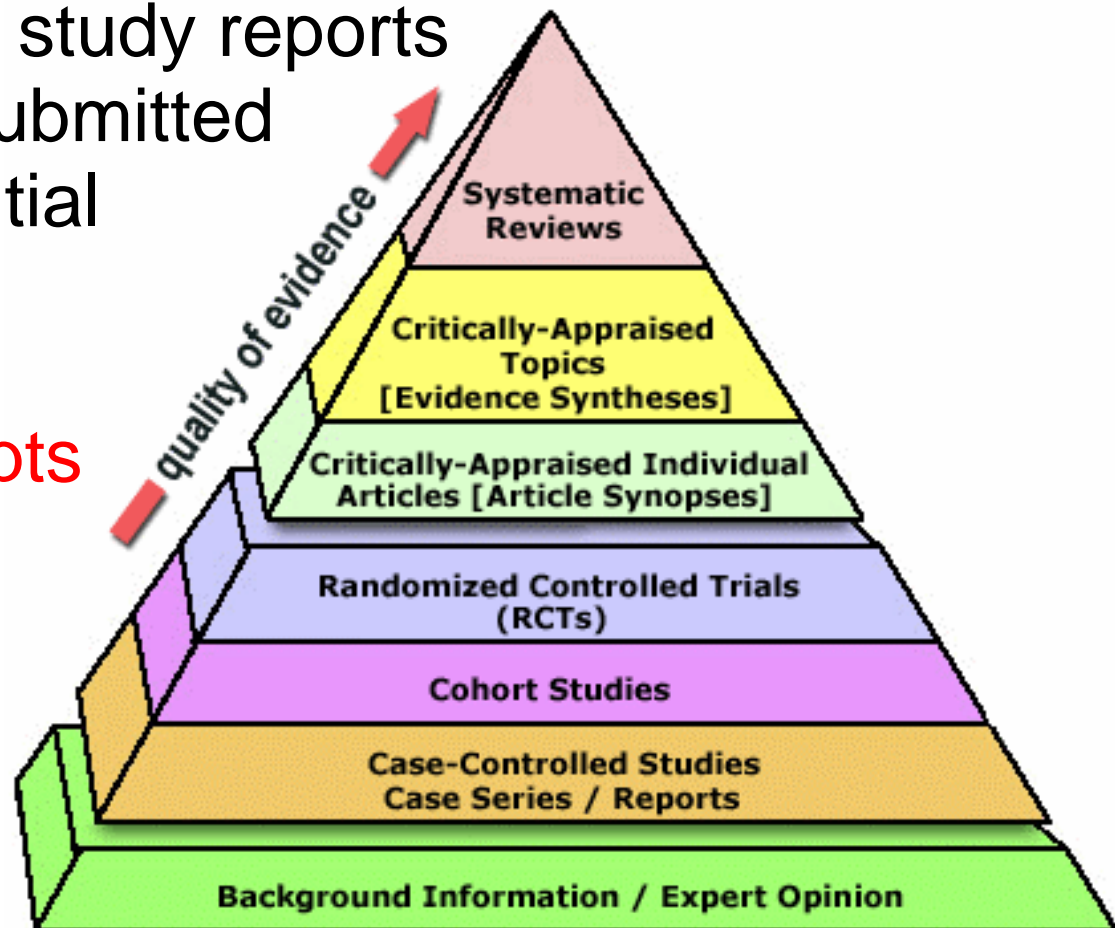 study reports
ubmitted
tial
ots
quality of evidence
Systematic
Reviews
Critically-Appraised
Topics
[Evidence Syntheses]
Critically-Appraised Individual
Articles [Article Synopses]
Randomized Controlled Trials
(RCTs)
Cohort Studies
Case-Controlled Studies
Case Series / Reports
Background Information / Expert Opinion